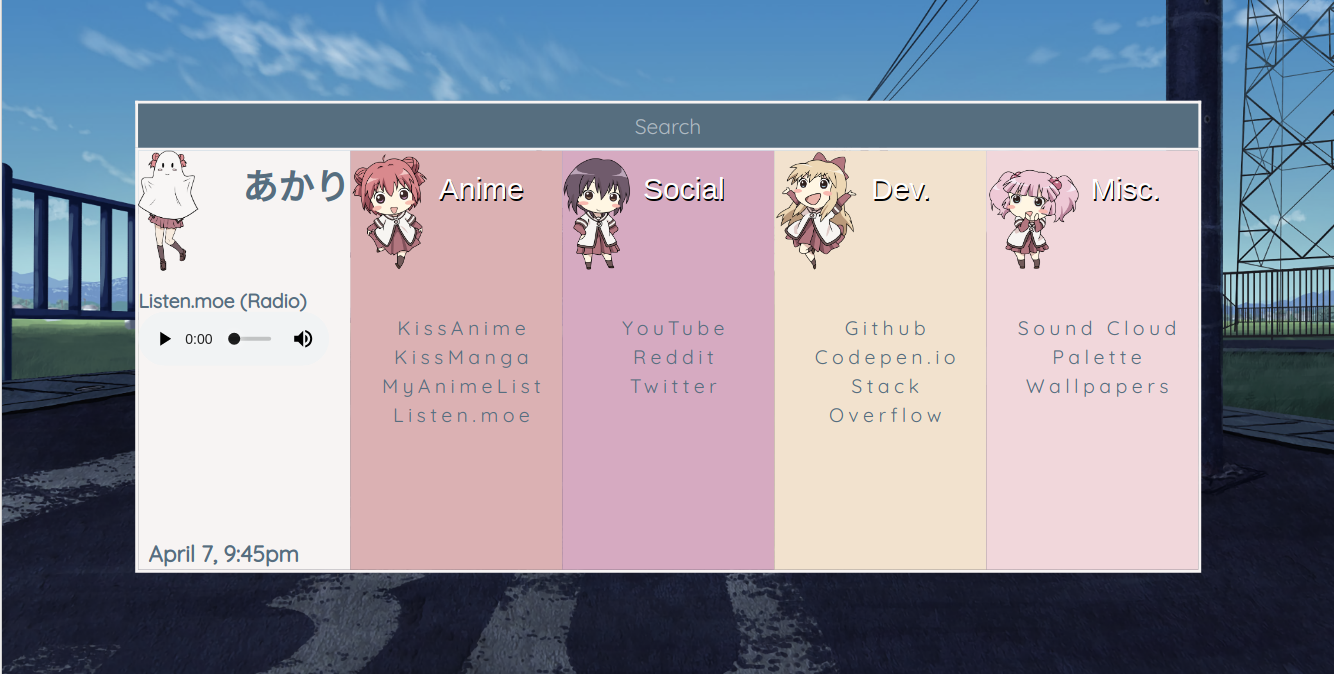 Search
あかり
Listen.moe (Radio)
0:00
April 7, 9:45pm
Anime
KissAnime
KissManga
MyAnimeList
Listen.moe
Social
YouTube
Reddit
Twitter
Dev.
Github
Codepen.io
Stack
Overflow
Misc.
Sound Cloud
Palette
Wallpapers